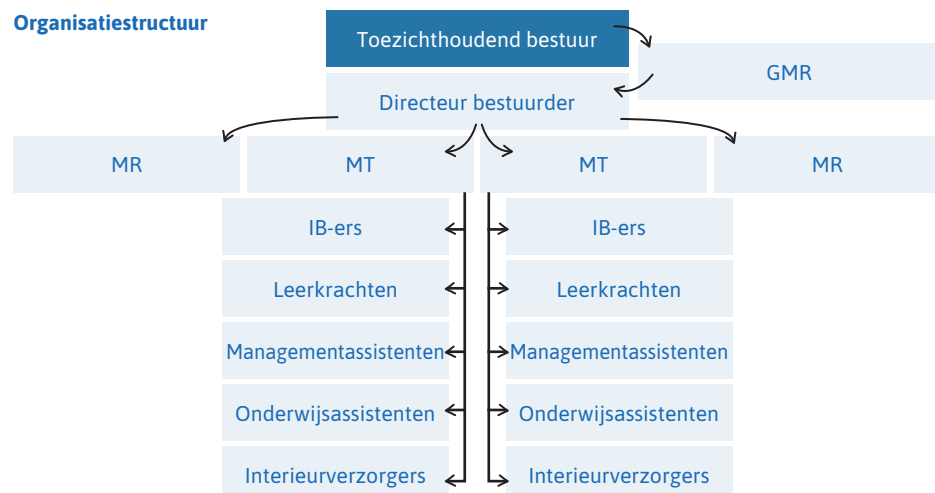 Organisatiestructuur
Toezichthoudend bestuur
GMR
Directeur bestuurder
MR
MT
MT
MR
IB-ers
IB-ers
Leerkrachten
Leerkrachten
Managementassistenten
Managementassistenten
Onderwijsassistenten
Onderwijsassistenten
Interieurverzorgers
Interieurverzorgers